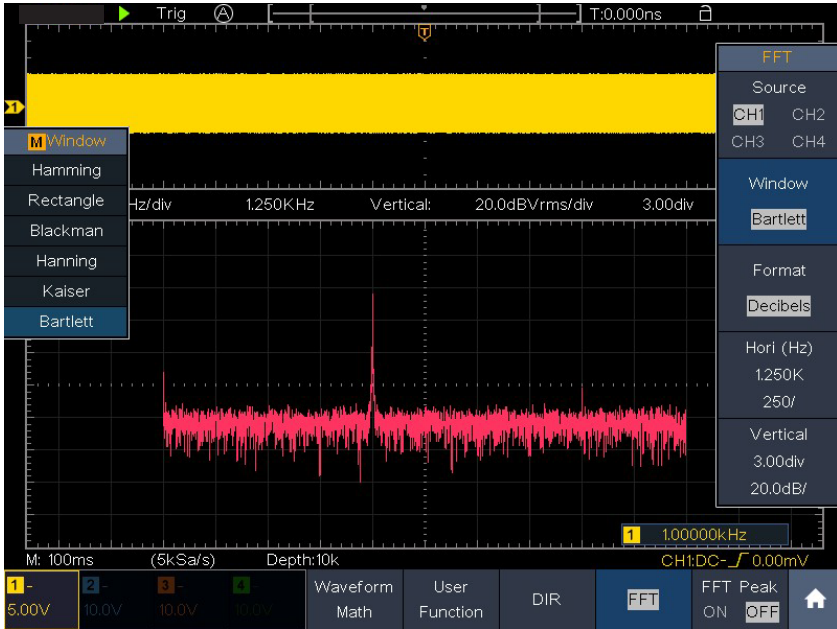 Trig A T:0.000ns
T
FFT
Source
CH1 CH2
CH3 CH4
1
M Window
Hamming
Rectangle
Blackman
Hanning
Kaiser
Bartlett
Hz/div 1.250KHz Vertical: 20.0dBVrms/div 3.00div
Window
Bartlett
Format
Decibels
Hori (Hz)
1.250K
250/
Vertical
3.00div
20.0dB/
1 1.00000kHz
M: 100ms (5kSa/s) Depth:10k CH1:DC- 0.00mV
1 - 2 - 3 - 4 -
5.00V 10.0V 10.0V 10.0V
Waveform Math
User Function
DIR
FFT
FFT Peak
ON OFF